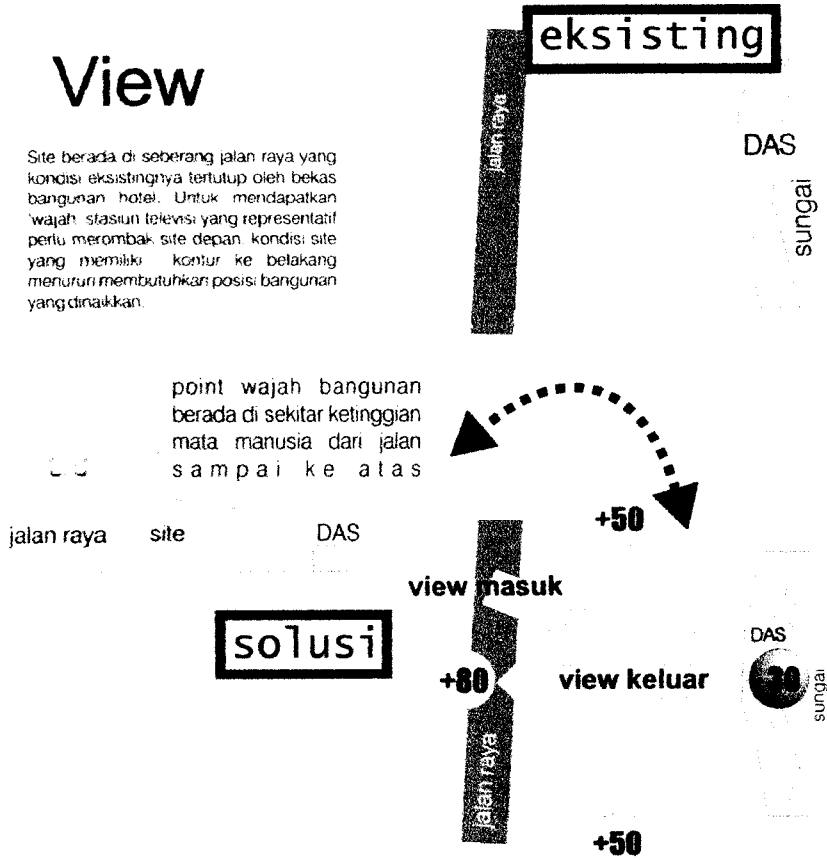 View
eksisting
jalan raya
DAS
sungai
Site berada di seberang jalan raya yang
kondisi eksistingnya tertutup oleh bekas
bangunan hotel. Untuk mendapatkan
'wajah' stasiun televisi yang representatif
perlu merombak site depan. kondisi site
yang memiliki kontur ke belakang
menurun membutuhkan posisi bangunan
yang dinaikkan.
point wajah bangunan
berada di sekitar ketinggian
mata manusia dari jalan
sampai ke atas
jalan raya site DAS
+50
view masuk
solusi
DAS
+80
view keluar
-30
sungai
jalan raya
+50